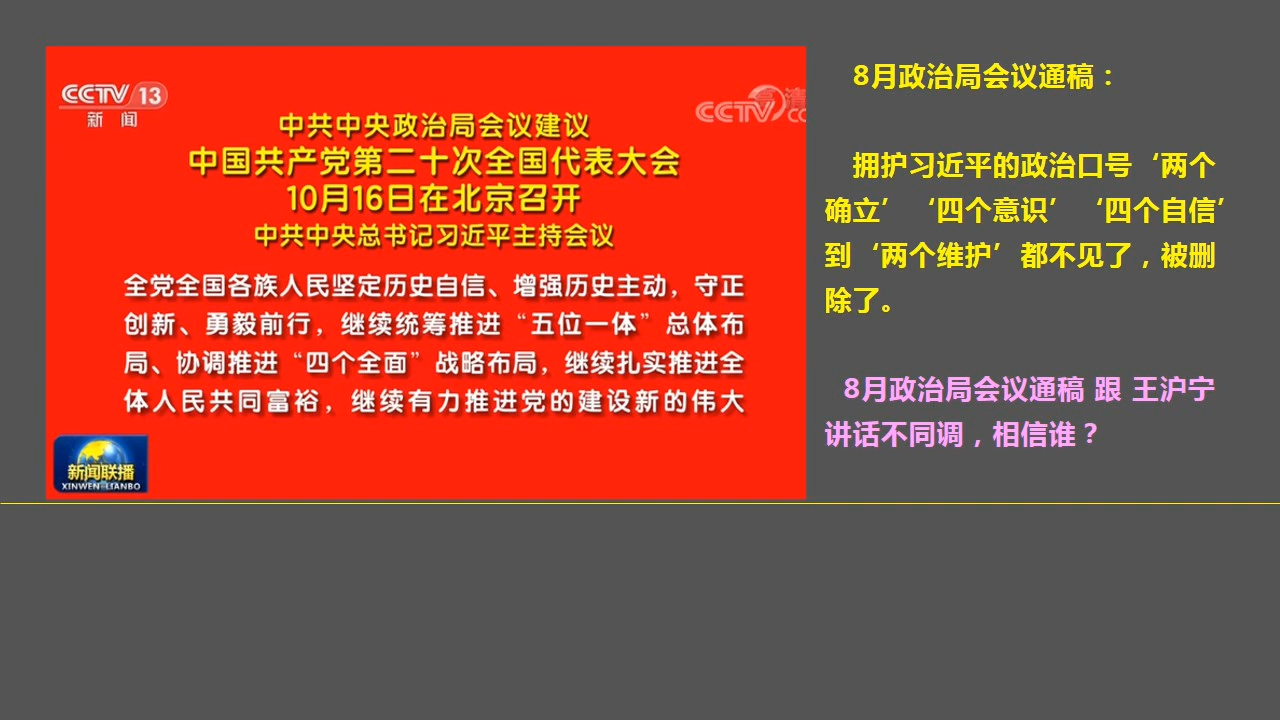 CCTV 13
新 闻
CCTV
中共中央政治局会议建议
中国共产党第二十次全国代表大会
10月16日在北京召开
中共中央总书记习近平主持会议
全党全国各族人民坚定历史自信、增强历史主动，守正
创新、勇毅前行，继续统筹推进“五位一体”总体布
局、协调推进“四个全面”战略布局，继续扎实推进全
体人民共同富裕，继续有力推进党的建设新的伟大
新闻联播
XINWEN LIANBO
8月政治局会议通稿：
拥护习近平的政治口号‘两个
确立’‘四个意识’‘四个自信’
到‘两个维护’都不见了，被删
除了。
8月政治局会议通稿 跟 王沪宁
讲话不同调，相信谁？